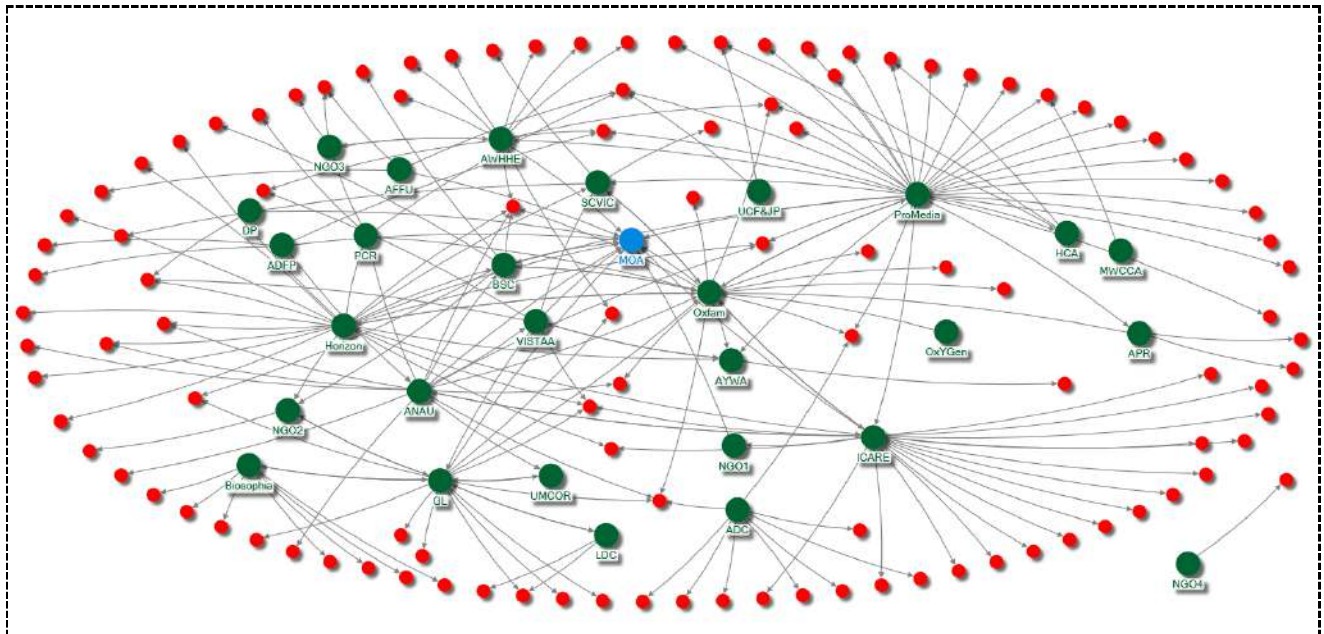 AWHHE
NGO3
AFFU
SCVIC
UCF&JP
ProMedia
DP
ADFP
PCR
MOA
HCA
MWCCA
BSC
Oxfam
Horizon
VISTAA
OxYGen
APR
AYWA
ANAU
NGO2
NGO1
ICARE
Biosophia
GL
UMCOR
ADC
LDC
NGO4